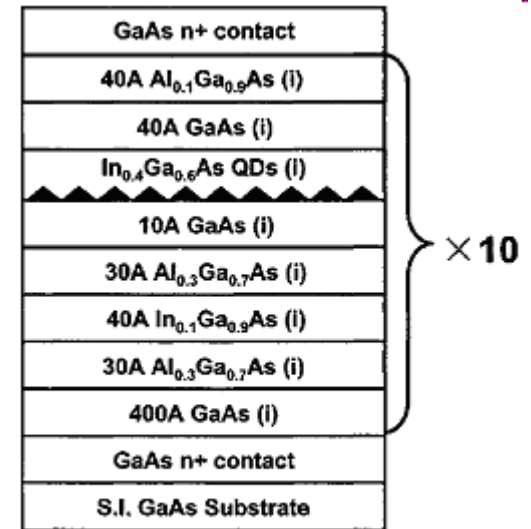 GaAs n+ contact
40A Al₀.₁Ga₀.₉As (i)
40A GaAs (i)
In₀.₄Ga₀.₆As QDs (i)
10A GaAs (i)
30A Al₀.₃Ga₀.₇As (i)
40A In₀.₁Ga₀.₉As (i)
30A Al₀.₃Ga₀.₇As (i)
400A GaAs (i)
GaAs n+ contact
S.I. GaAs Substrate
×10